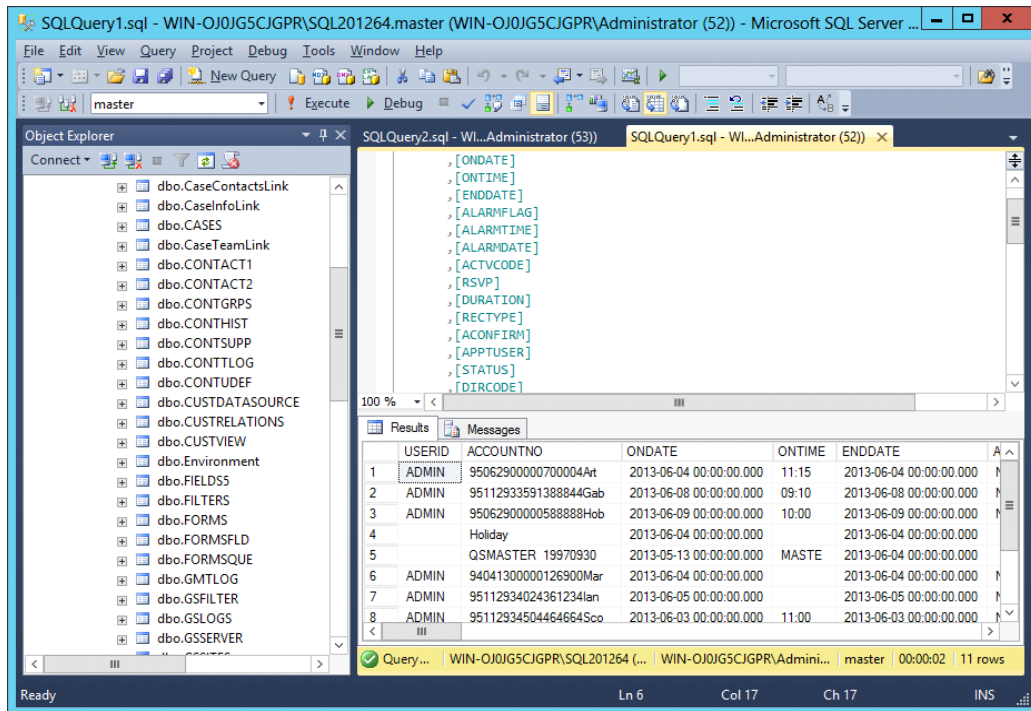 SQLQuery1.sql - WIN-OJ0JG5CJGPR\SQL201264.master (WIN-OJ0JG5CJGPR\Administrator (52)) - Microsoft SQL Server ...
File Edit View Query Project Debug Tools Window Help
New Query
master Execute Debug
Object Explorer
Connect
dbo.CaseContactsLink
dbo.CaseInfoLink
dbo.CASES
dbo.CaseTeamLink
dbo.CONTACT1
dbo.CONTACT2
dbo.CONTGRPS
dbo.CONTHIST
dbo.CONTSUPP
dbo.CONTTLOG
dbo.CONTUDEF
dbo.CUSTDATASOURCE
dbo.CUSTRELATIONS
dbo.CUSTVIEW
dbo.Environment
dbo.FIELDS5
dbo.FILTERS
dbo.FORMS
dbo.FORMSFLD
dbo.FORMSQUE
dbo.GMTLOG
dbo.GSFILTER
dbo.GSLOGS
dbo.GSSERVER
SQLQuery2.sql - WI...Administrator (53)) SQLQuery1.sql - WI...Administrator (52))
,[ONDATE]
,[ONTIME]
,[ENDDATE]
,[ALARMFLAG]
,[ALARMTIME]
,[ALARMDATE]
,[ACTVCODE]
,[RSVP]
,[DURATION]
,[RECTYPE]
,[ACONFIRM]
,[APPTUSER]
,[STATUS]
,[DIRCODE]
100 %
Results Messages
USERID ACCOUNTNO ONDATE ONTIME ENDDATE A
1 ADMIN 95062900000700004Art 2013-06-04 00:00:00.000 11:15 2013-06-04 00:00:00.000
2 ADMIN 95112933591388844Gab 2013-06-08 00:00:00.000 09:10 2013-06-08 00:00:00.000
3 ADMIN 95062900000588888Hob 2013-06-09 00:00:00.000 10:00 2013-06-09 00:00:00.000
4 Holiday 2013-06-04 00:00:00.000 2013-06-04 00:00:00.000
5 QSMASTER 19970930 2013-05-13 00:00:00.000 MASTE 2013-06-04 00:00:00.000
6 ADMIN 94041300000126900Mar 2013-06-04 00:00:00.000 2013-06-04 00:00:00.000
7 ADMIN 95112934024361234Ian 2013-06-05 00:00:00.000 2013-06-05 00:00:00.000
8 ADMIN 95112934504464664Sco 2013-06-03 00:00:00.000 11:00 2013-06-03 00:00:00.000
Query... WIN-OJ0JG5CJGPR\SQL201264 (... WIN-OJ0JG5CJGPR\Admini... master 00:00:02 11 rows
Ready Ln 6 Col 17 Ch 17 INS